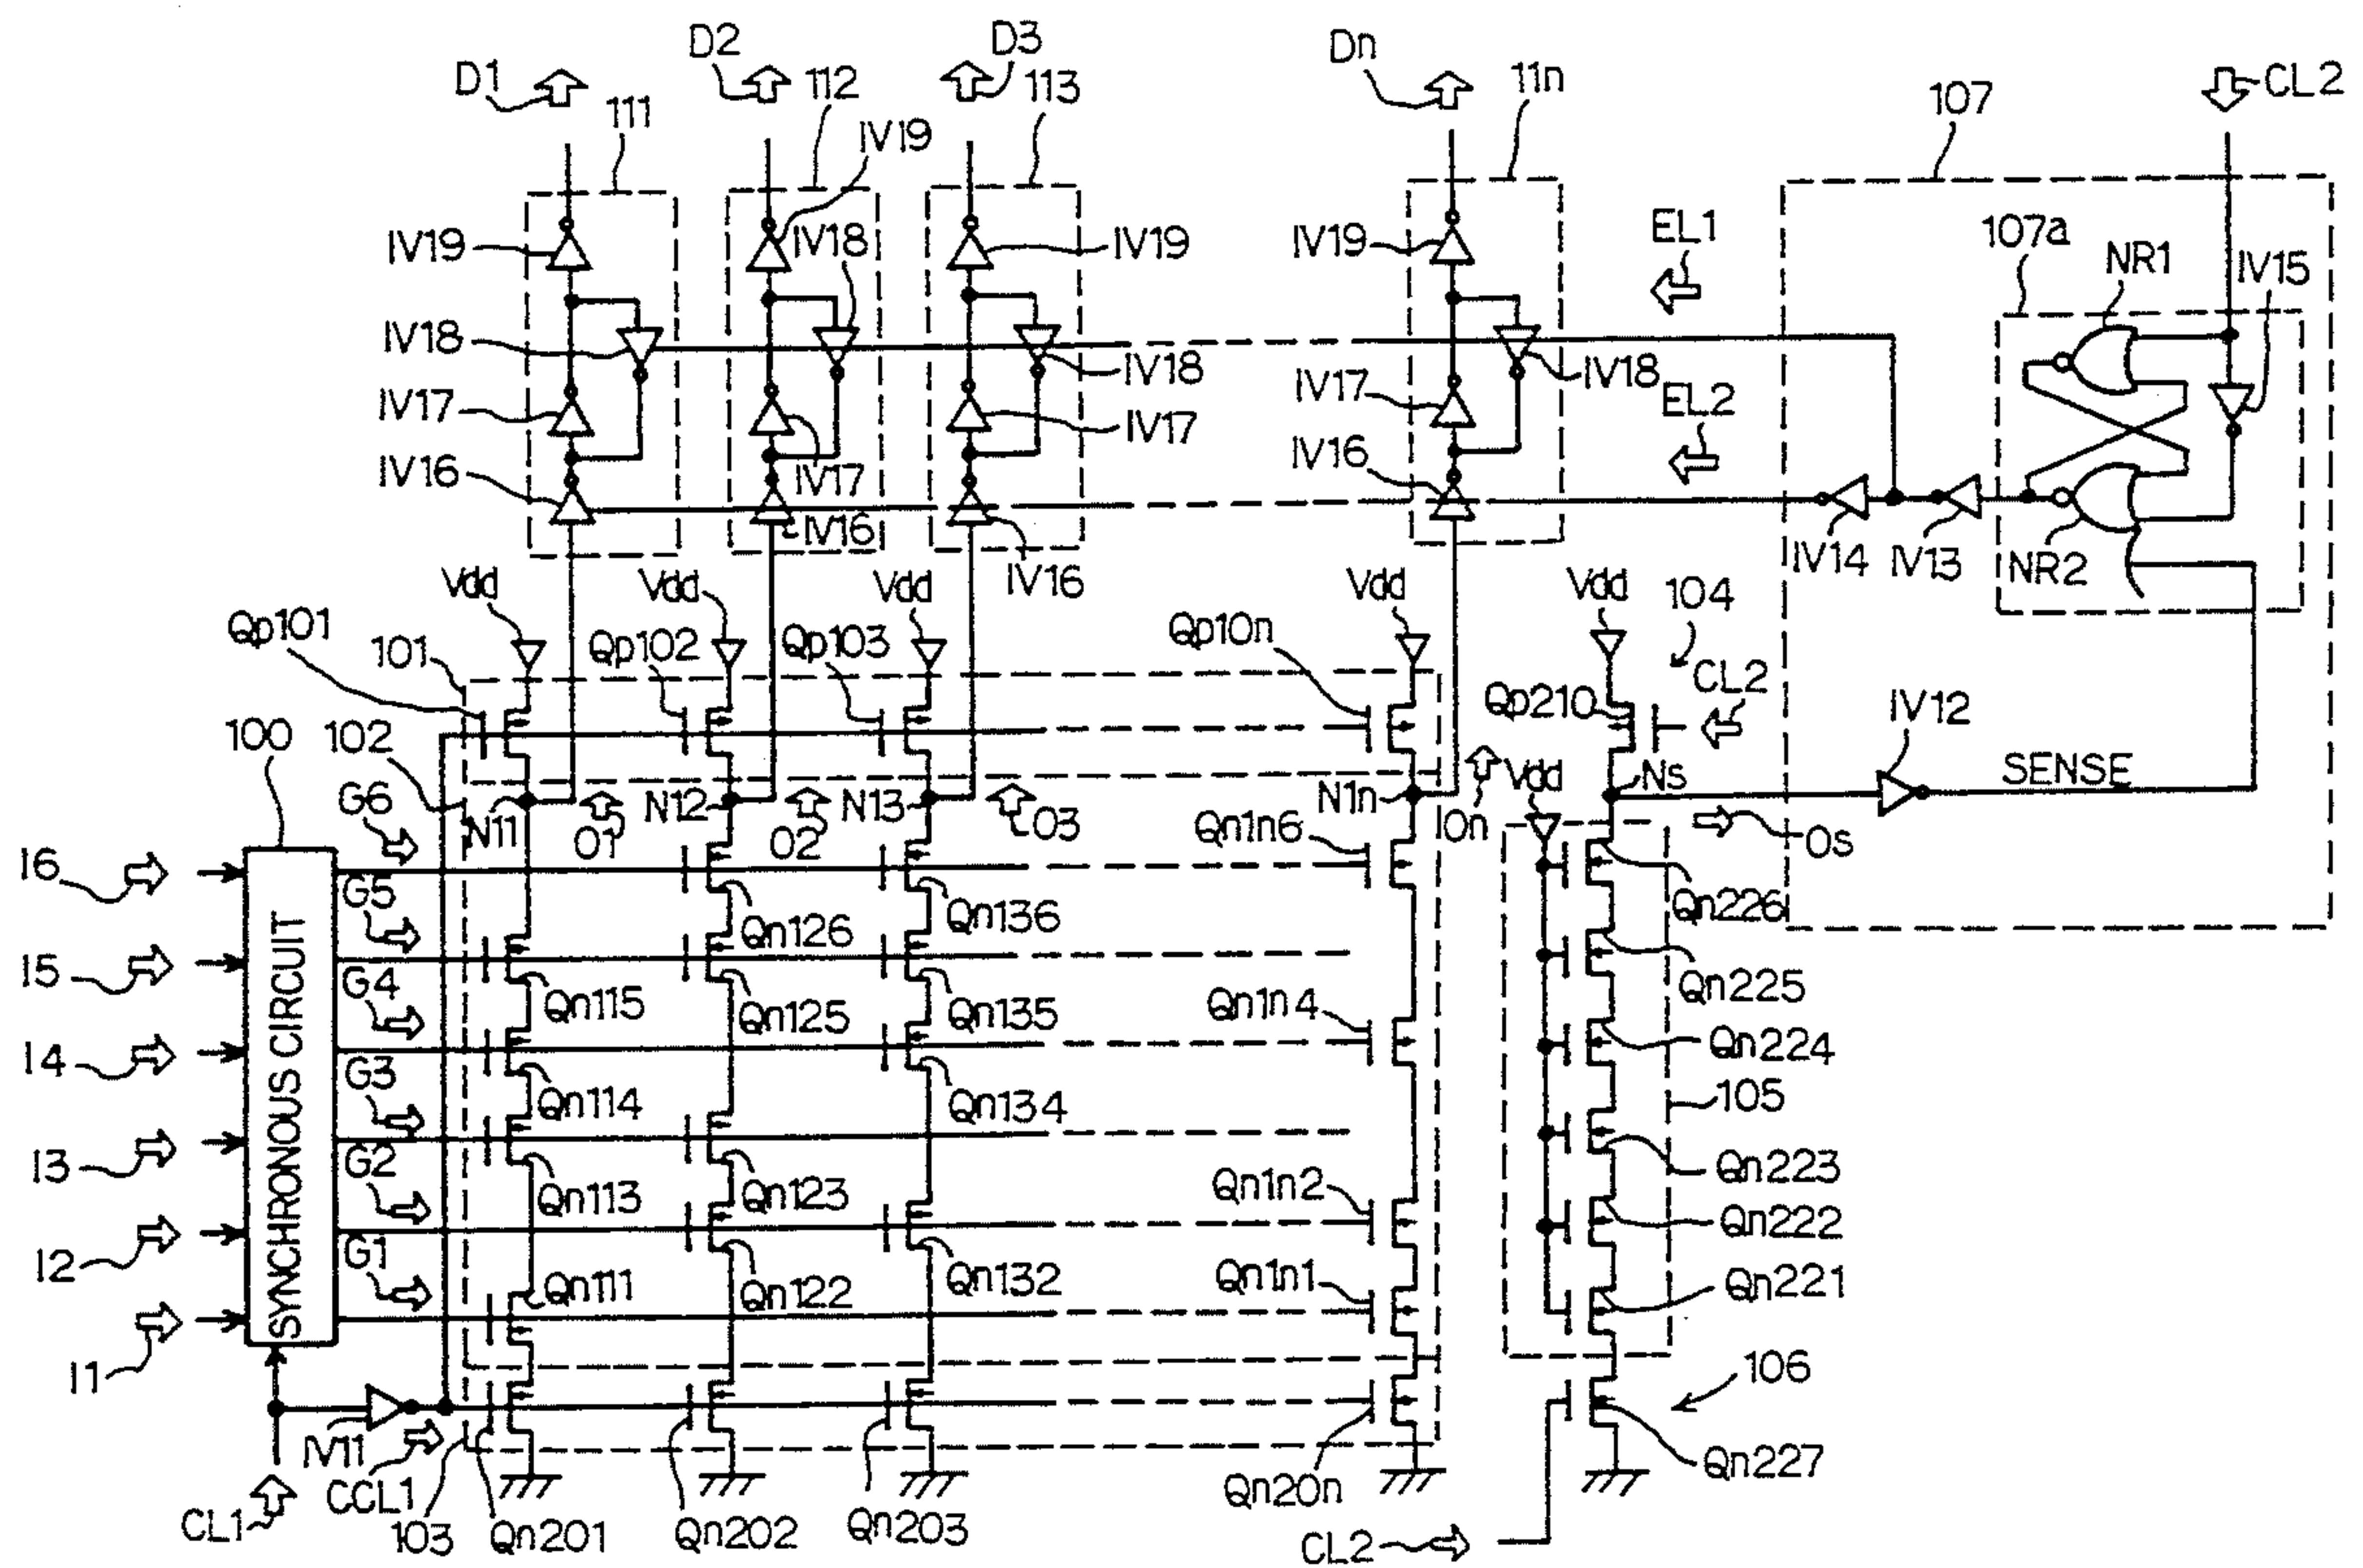 D1
D2
D3
Dn
CL2
111
112
113
11n
107
IV19
IV19
IV18
IV19
IV19
EL1
107a
NR1
IV15
IV18
IV18
IV18
IV17
IV17
IV17
EL2
IV16
IV17
IV16
IV16
IV16
IV14
IV13
NR2
Vdd
Vdd
Vdd
Vdd
Vdd
104
Qp101
101
Qp102
Qp103
Qp10n
CL2
Qp210
IV12
100
102
G6
N11
O1
N12
O2
N13
O3
N1n
On
Vdd
Ns
SENSE
Os
I6
G5
Qn126
Qn136
Qn1n6
Qn226
I5
G4
Qn115
Qn125
Qn135
Qn1n4
Qn225
I4
SYNCHRONOUS CIRCUIT
G3
Qn114
Qn134
Qn224
105
I3
G2
Qn113
Qn123
Qn1n2
Qn223
I2
G1
Qn111
Qn122
Qn132
Qn1n1
Qn222
Qn221
I1
106
IV11
CCL1
CL1
103
Qn201
Qn202
Qn203
Qn20n
Qn227
CL2